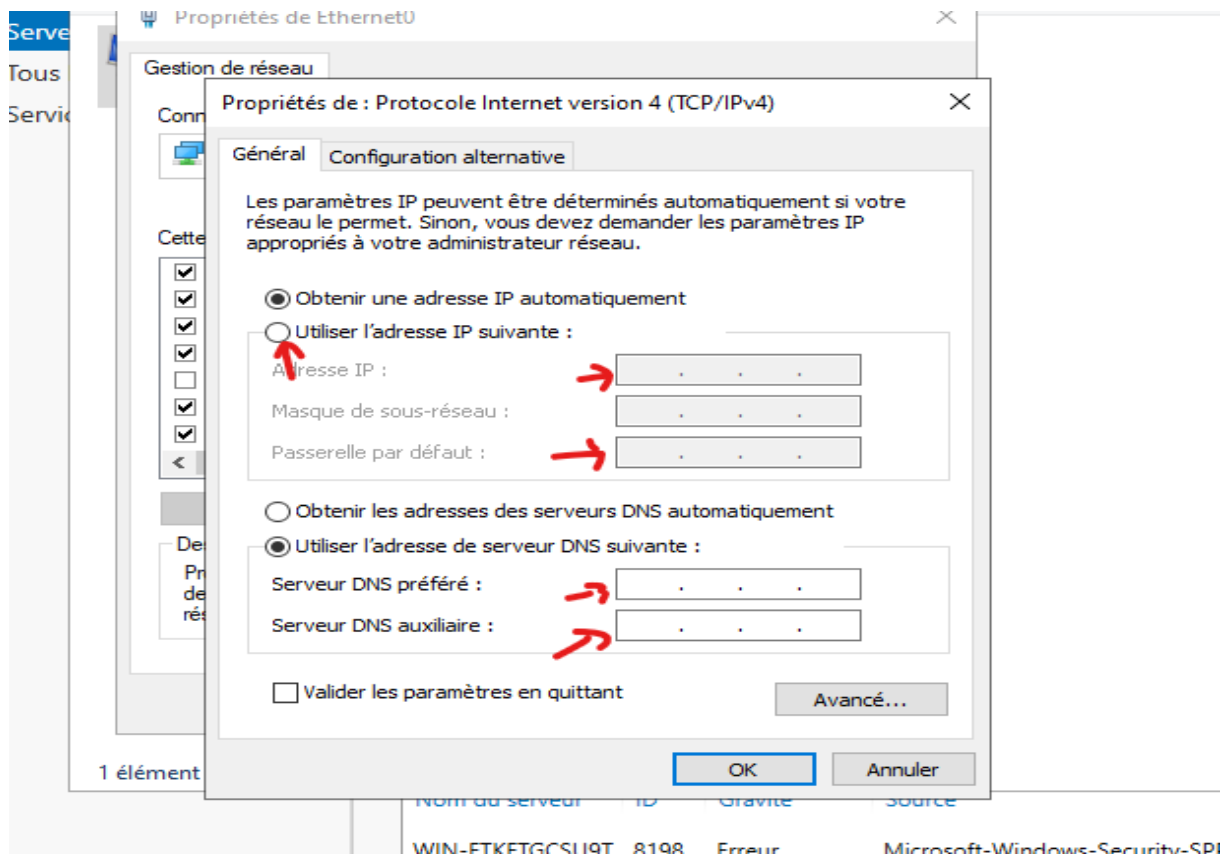 Propriétés de Ethernet0
Serve
Tous
Servic
Gestion de réseau
Conn
Propriétés de : Protocole Internet version 4 (TCP/IPv4)
Général
Configuration alternative
Les paramètres IP peuvent être déterminés automatiquement si votre
réseau le permet. Sinon, vous devez demander les paramètres IP
appropriés à votre administrateur réseau.
Cette
Obtenir une adresse IP automatiquement
Utiliser l'adresse IP suivante :
Adresse IP :
Masque de sous-réseau :
Passerelle par défaut :
Obtenir les adresses des serveurs DNS automatiquement
Utiliser l'adresse de serveur DNS suivante :
Des
Pr
de
rés
Serveur DNS préféré :
Serveur DNS auxiliaire :
Valider les paramètres en quittant
Avancé...
OK
Annuler
1 élément
Nom du serveur ID Gravité Source
8198 Erreur Microsoft-Windows-Security-SPP